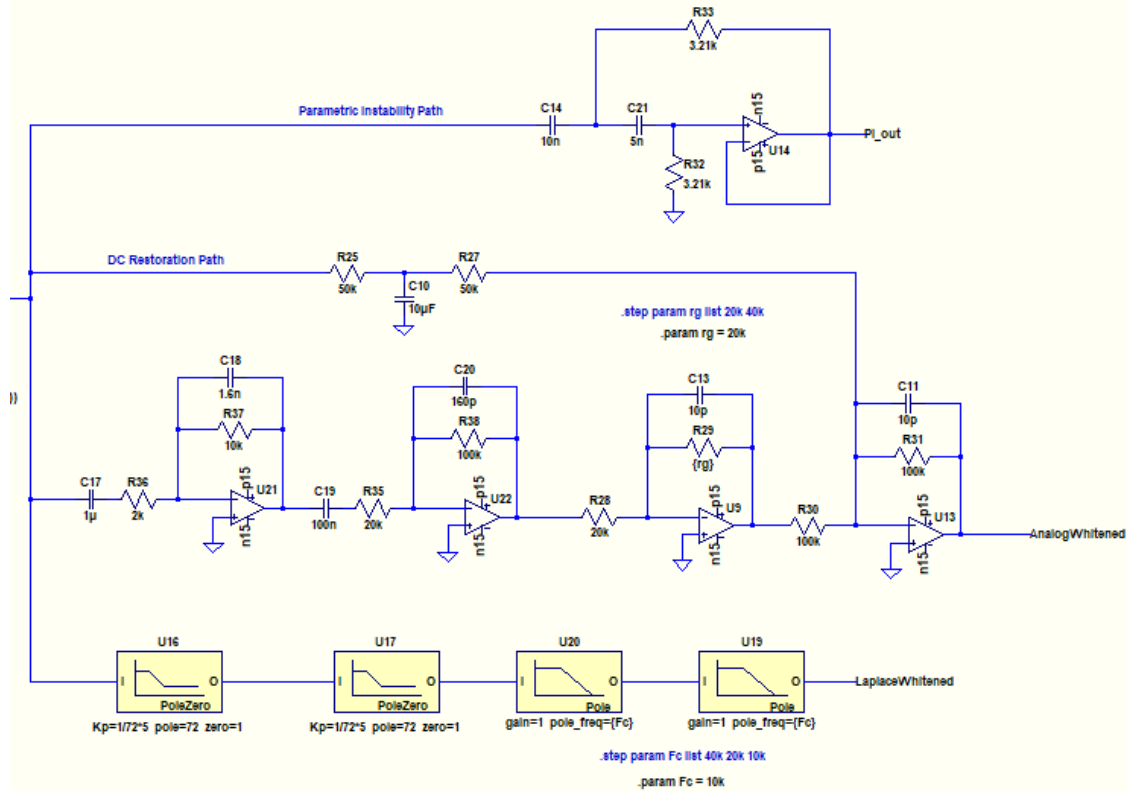 R33
3.21k
Parametric Instability Path
C14
10n
C21
5n
n15
U14
p15
PI_out
R32
3.21k
DC Restoration Path
R25
50k
R27
50k
C10
10µF
.step param rg list 20k 40k
.param rg = 20k
))
C18
1.6n
R37
10k
C20
160p
R38
100k
C13
10p
R29
{rg}
C11
10p
R31
100k
C17
1µ
R36
2k
p15
U21
n15
C19
100n
R35
20k
p15
U22
n15
R28
20k
p15
U9
n15
R30
100k
p15
U13
n15
AnalogWhitened
U16
I O
PoleZero
Kp=1/72*5 pole=72 zero=1
U17
I O
PoleZero
Kp=1/72*5 pole=72 zero=1
U20
I O
Pole
gain=1 pole_freq={Fc}
U19
I O
Pole
gain=1 pole_freq={Fc}
LaplaceWhitened
.step param Fc list 40k 20k 10k
.param Fc = 10k